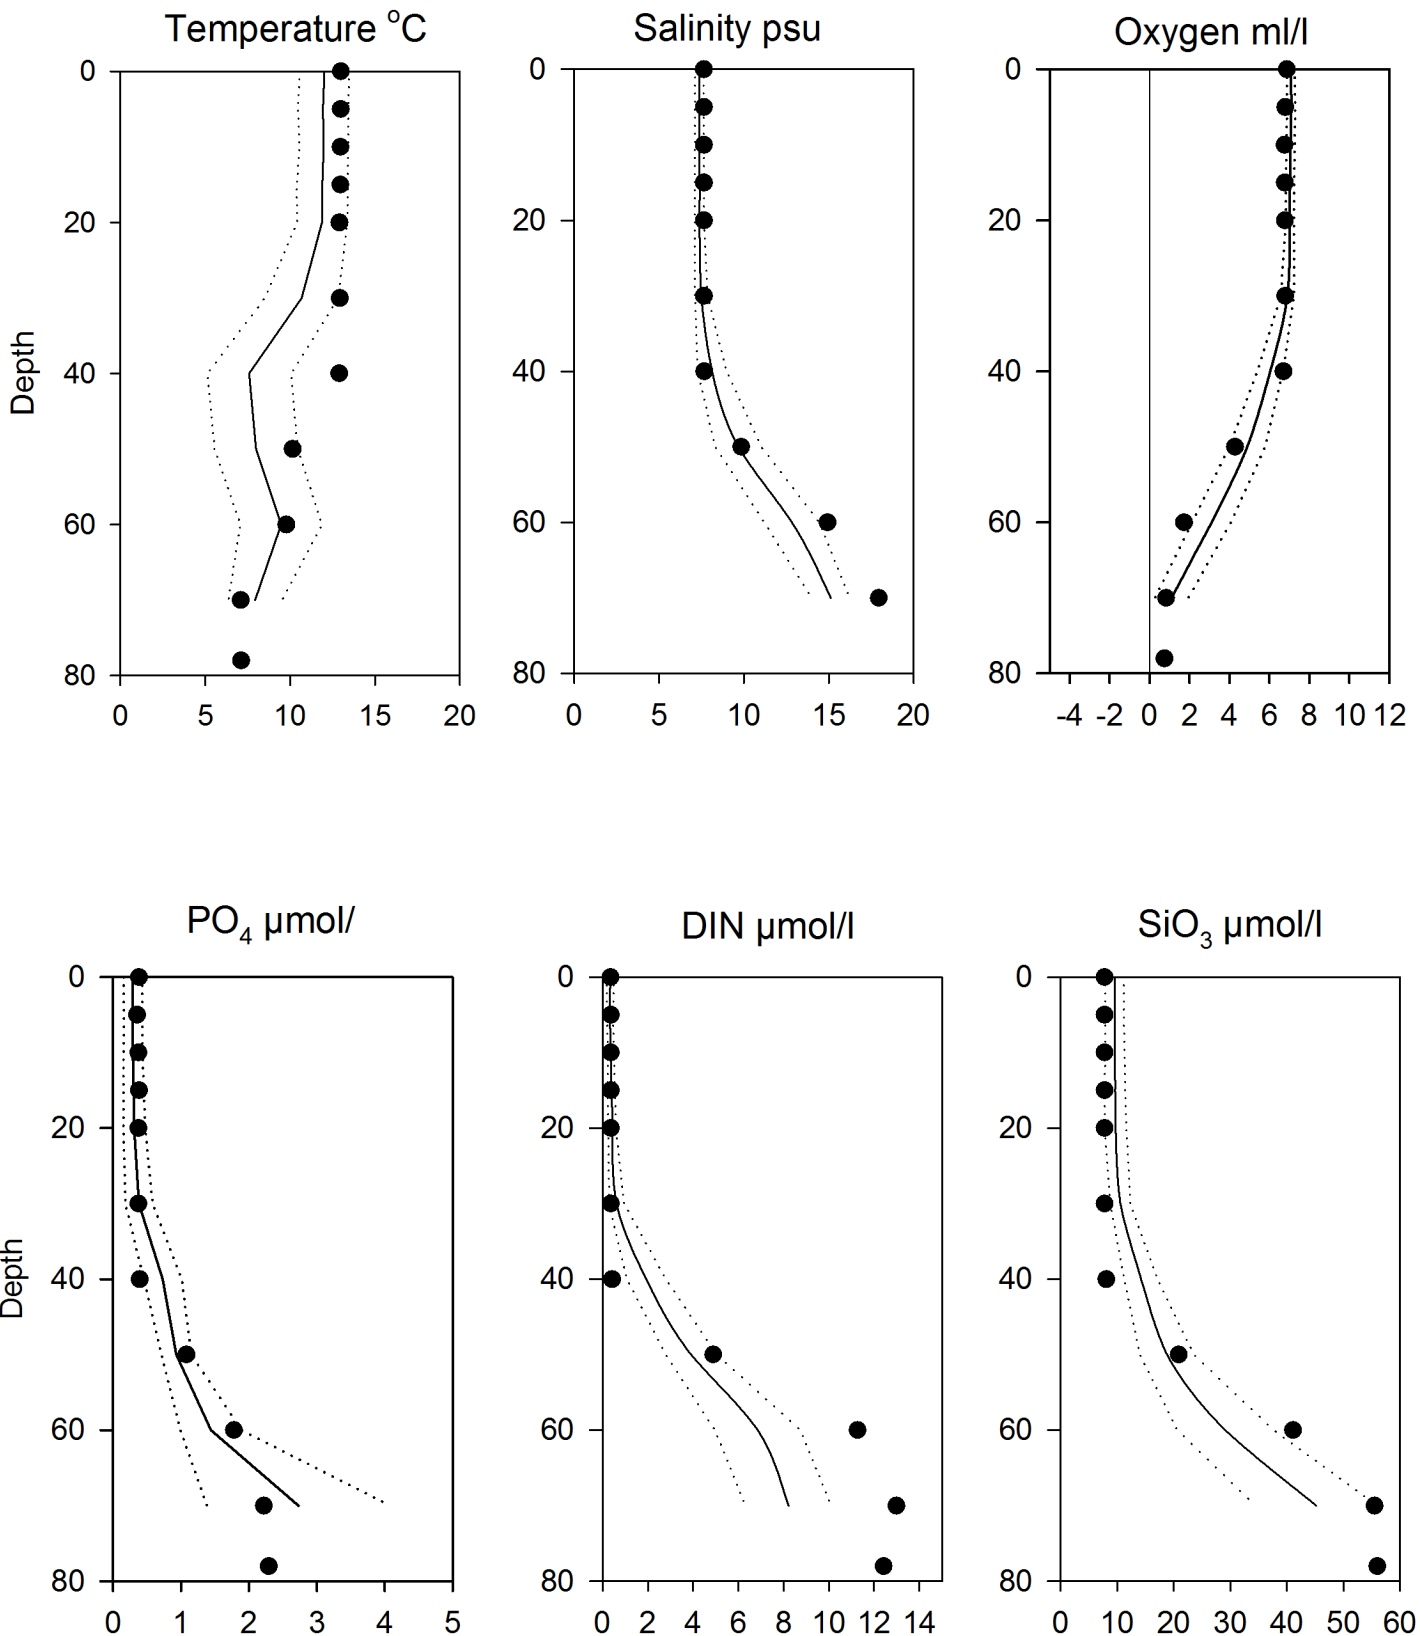 Temperature °C
Salinity psu
Oxygen ml/l
0
20
40
60
80
Depth
0 5 10 15 20
0
20
40
60
80
0 5 10 15 20
0
20
40
60
80
-4 -2 0 2 4 6 8 10 12
PO₄ µmol/
DIN µmol/l
SiO₃ µmol/l
0
20
40
60
80
Depth
0 1 2 3 4 5
0
20
40
60
80
0 2 4 6 8 10 12 14
0
20
40
60
80
0 10 20 30 40 50 60